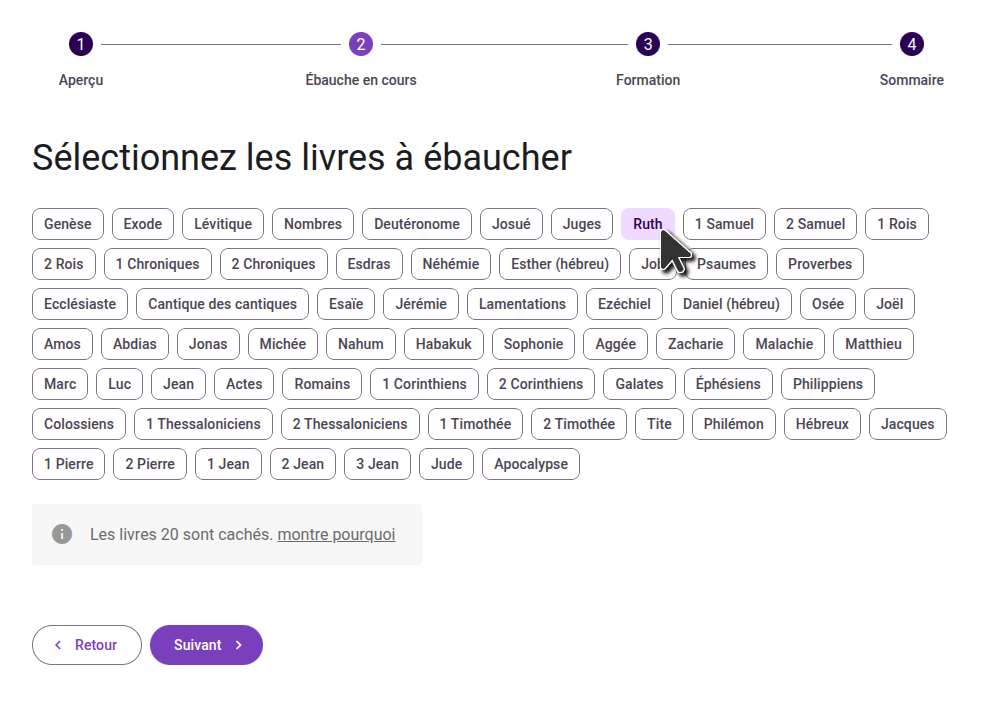 1 2 3 4
Aperçu Ébauche en cours Formation Sommaire
Sélectionnez les livres à ébaucher
Genèse Exode Lévitique Nombres Deutéronome Josué Juges Ruth 1 Samuel 2 Samuel 1 Rois
2 Rois 1 Chroniques 2 Chroniques Esdras Néhémie Esther (hébreu) Psaumes Proverbes
Ecclésiaste Cantique des cantiques Esaïe Jérémie Lamentations Ezéchiel Daniel (hébreu) Osée Joël
Amos Abdias Jonas Michée Nahum Habakuk Sophonie Aggée Zacharie Malachie Matthieu
Marc Luc Jean Actes Romains 1 Corinthiens 2 Corinthiens Galates Éphésiens Philippiens
Colossiens 1 Thessaloniciens 2 Thessaloniciens 1 Timothée 2 Timothée Tite Philémon Hébreux Jacques
1 Pierre 2 Pierre 1 Jean 2 Jean 3 Jean Jude Apocalypse
Les livres 20 sont cachés. montre pourquoi
Retour Suivant